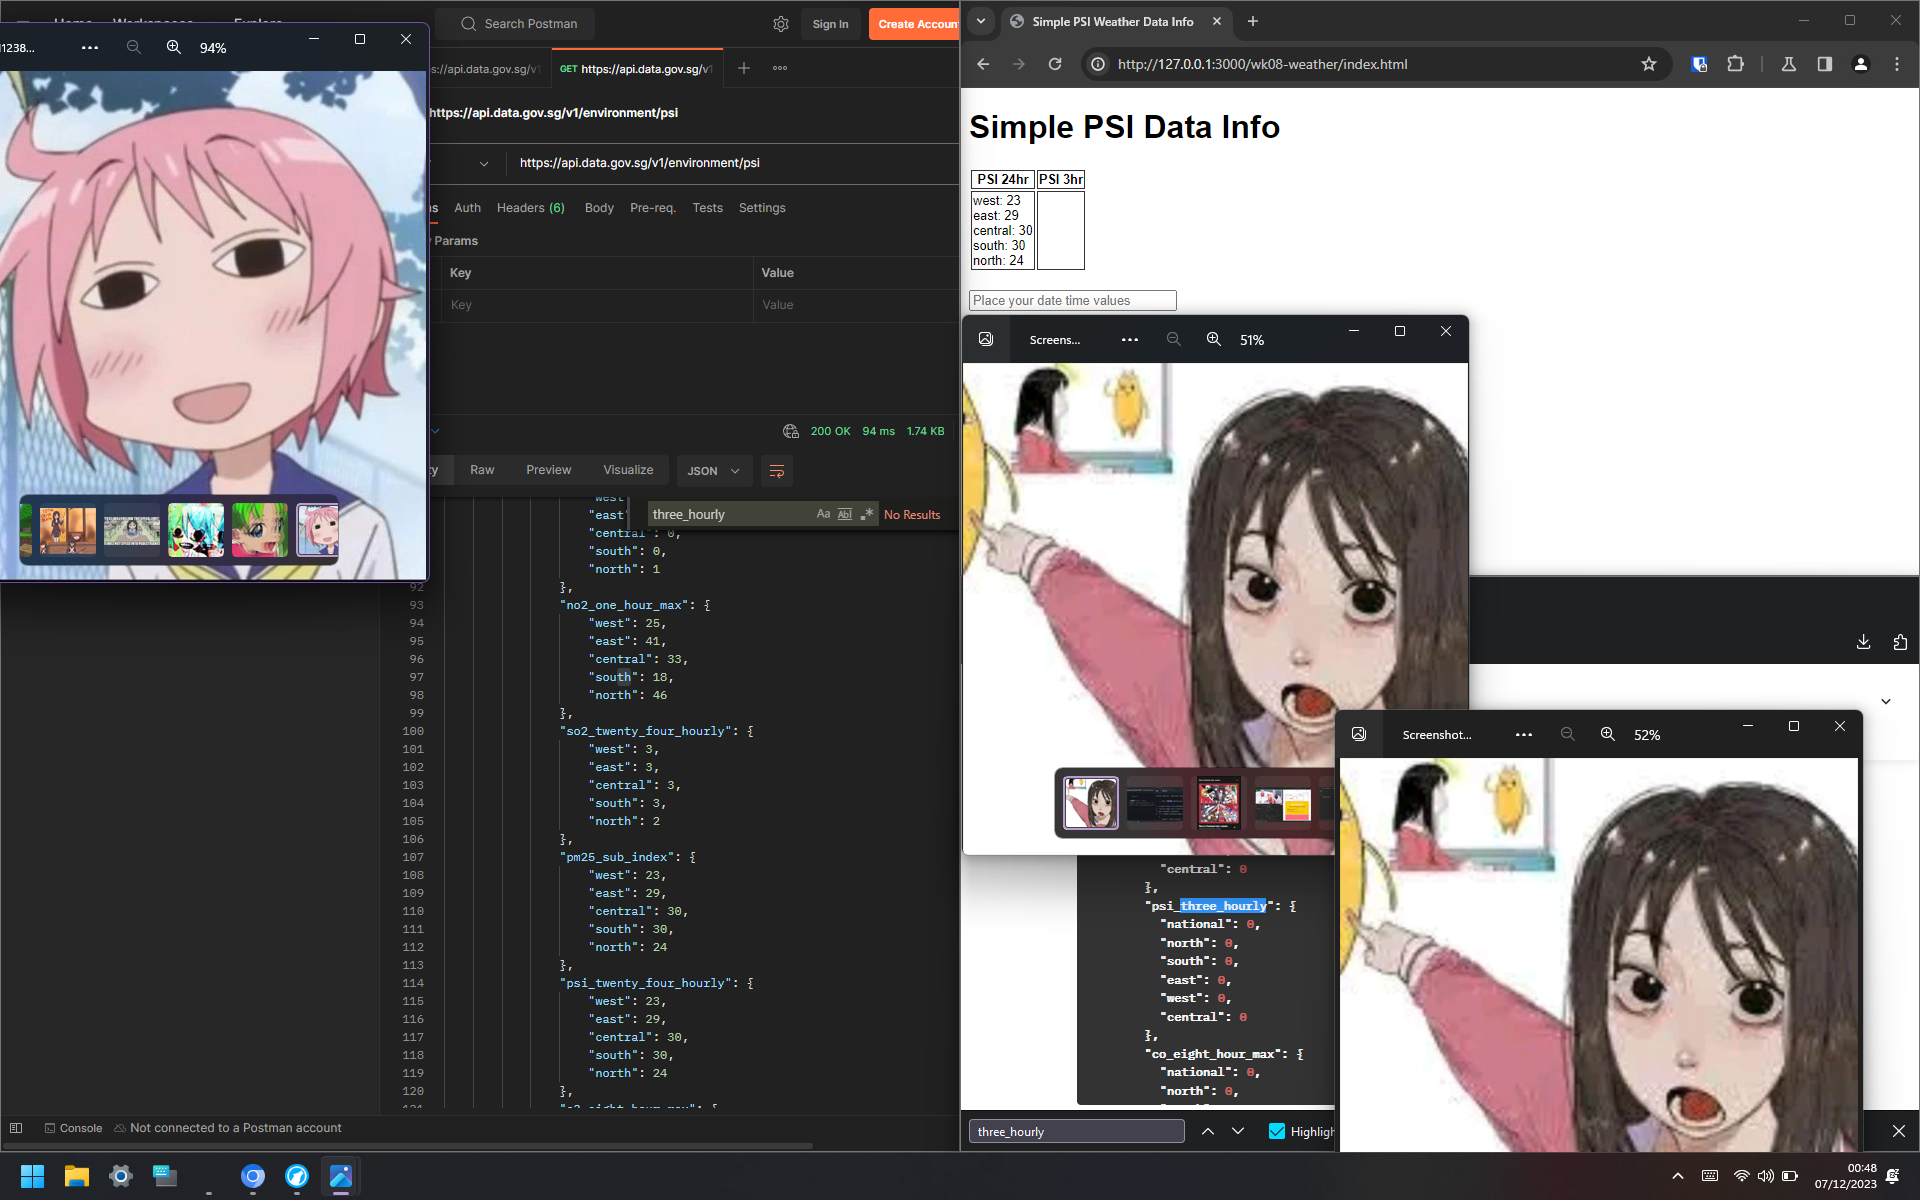 Search Postman
Sign In
Create Accoun
1238...
94%
s://api.data.gov.sg/v
GET https://api.data.gov.sg/v1
https://api.data.gov.sg/v1/environment/psi
https://api.data.gov.sg/v1/environment/psi
Auth
Headers (6)
Body
Pre-req.
Tests
Settings
Params
Key
Value
Key
Value
200 OK
94 ms
1.74 KB
Raw
Preview
Visualize
JSON
three_hourly
No Results
"east"
"central": 0,
"south": 0,
"north": 1
92 },
93 "no2_one_hour_max": {
94 "west": 25,
95 "east": 41,
96 "central": 33,
97 "south": 18,
98 "north": 46
99 },
100 "so2_twenty_four_hourly": {
101 "west": 3,
102 "east": 3,
103 "central": 3,
104 "south": 3,
105 "north": 2
106 },
107 "pm25_sub_index": {
108 "west": 23,
109 "east": 29,
110 "central": 30,
111 "south": 30,
112 "north": 24
113 },
114 "psi_twenty_four_hourly": {
115 "west": 23,
116 "east": 29,
117 "central": 30,
118 "south": 30,
119 "north": 24
120 },
Console
Not connected to a Postman account
Simple PSI Weather Data Info
http://127.0.0.1:3000/wk08-weather/index.html
Simple PSI Data Info
PSI 24hr PSI 3hr
west: 23
east: 29
central: 30
south: 30
north: 24
Place your date time values
Screens...
51%
Screenshot...
52%
"central": 0
},
"psi_three_hourly": {
"national": 0,
"north": 0,
"south": 0,
"east": 0,
"west": 0,
"central": 0
},
"co_eight_hour_max": {
"national": 0,
"north": 0,
three_hourly
Highligh
00:48
07/12/2023